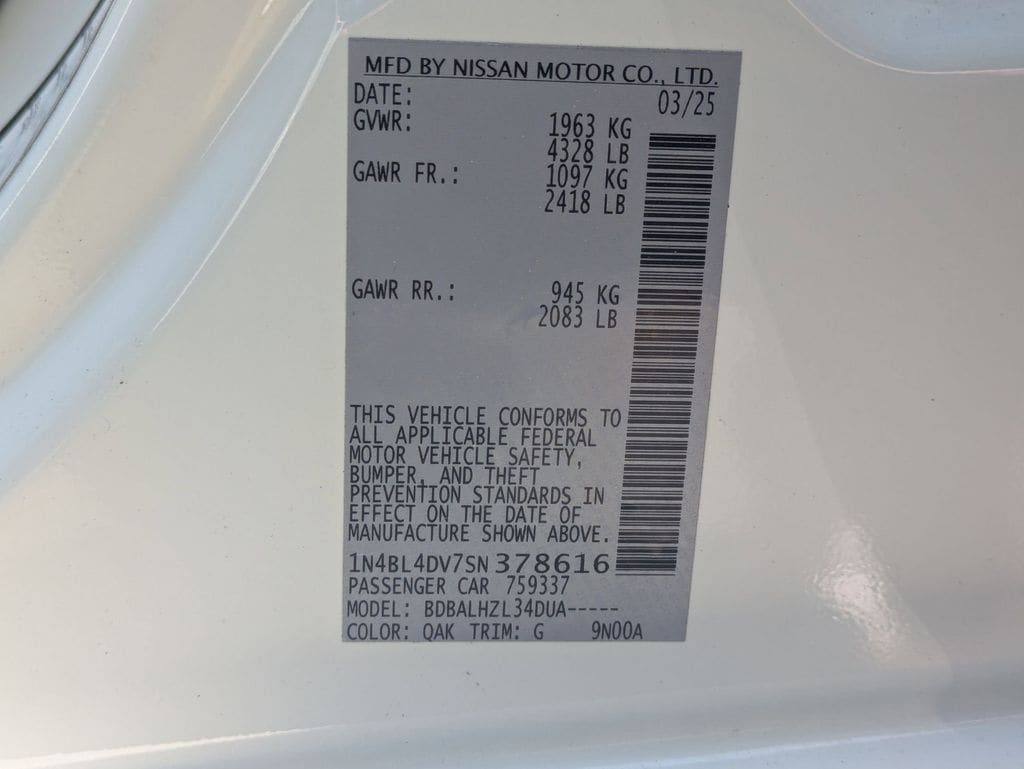 MFD BY NISSAN MOTOR CO., LTD.
DATE: 03/25
GVWR: 1963 KG
4328 LB
GAWR FR.: 1097 KG
2418 LB
GAWR RR.: 945 KG
2083 LB
THIS VEHICLE CONFORMS TO
ALL APPLICABLE FEDERAL
MOTOR VEHICLE SAFETY,
BUMPER, AND THEFT
PREVENTION STANDARDS IN
EFFECT ON THE DATE OF
MANUFACTURE SHOWN ABOVE.
1N4BL4DV7SN378616
PASSENGER CAR 759337
MODEL: BDBALHZL34DUA-----
COLOR: QAK TRIM: G 9N00A